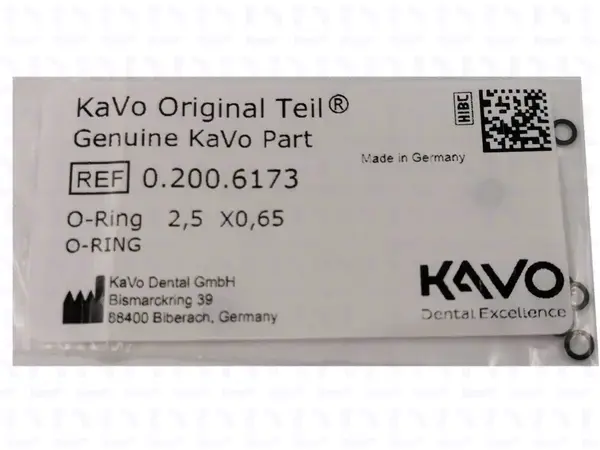 KaVo Original Teil®
Genuine KaVo Part
HIBC
Made in Germany
REF 0.200.6173
O-Ring 2,5 X0,65
O-RING
KaVo Dental GmbH
Bismarckring 39
88400 Biberach, Germany
KAVO
Dental Excellence